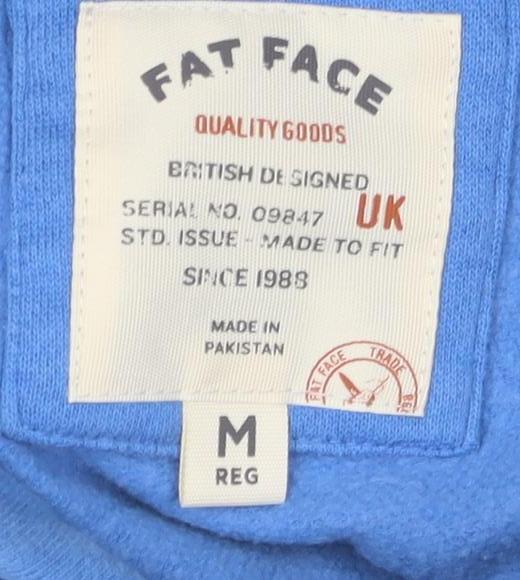 FAT FACE
QUALITY GOODS
BRITISH DESIGNED
SERIAL NO. 09847 UK
STD. ISSUE - MADE TO FIT
SINCE 1988
MADE IN
PAKISTAN
FAT FACE TRADE
M
REG